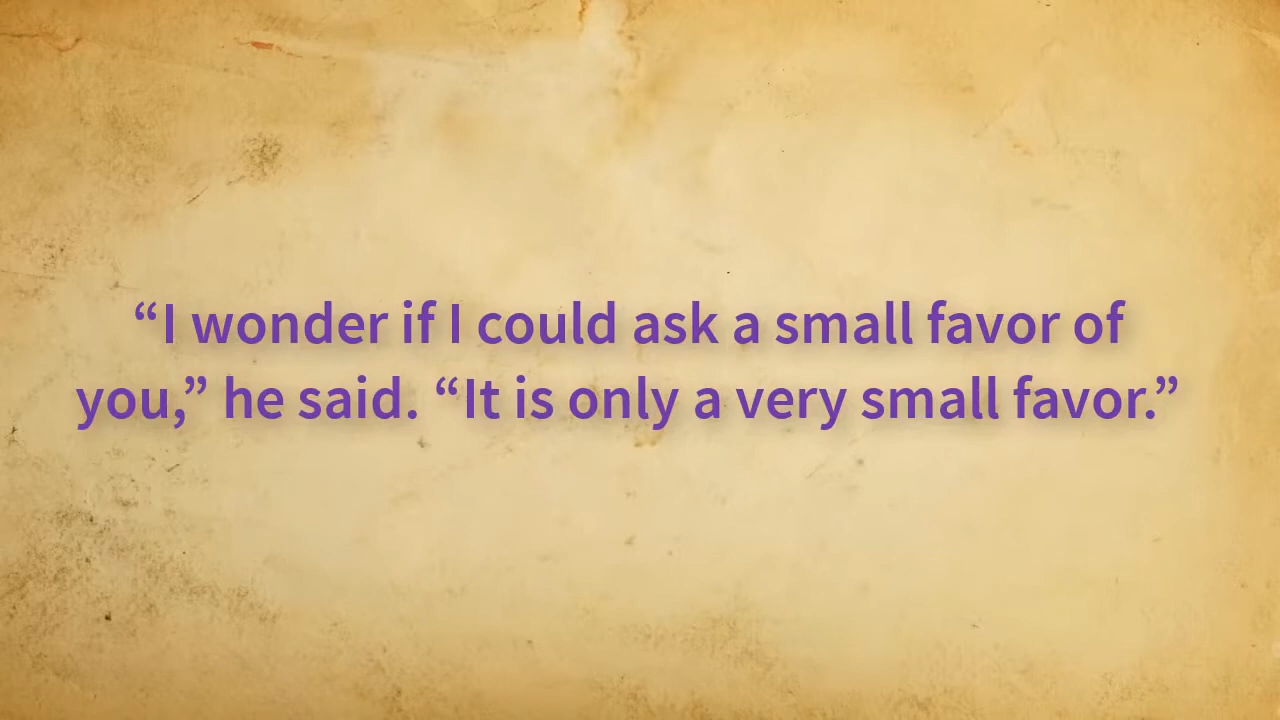 “I wonder if I could ask a small favor of
you,” he said. “It is only a very small favor.”